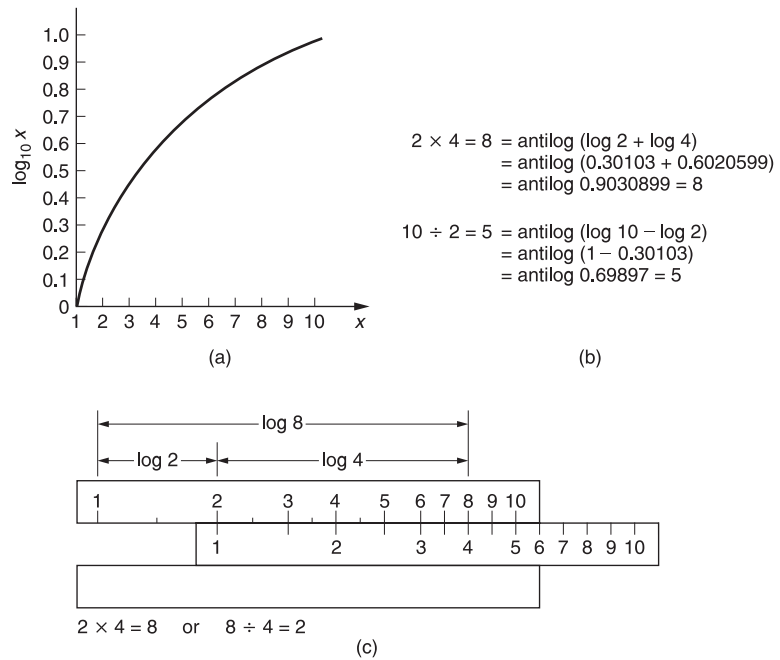 1.0
0.9
0.8
0.7
0.6
0.5
0.4
0.3
0.2
0.1
0
log10 x
1 2 3 4 5 6 7 8 9 10 x
(a)
2 × 4 = 8 = antilog (log 2 + log 4)
= antilog (0.30103 + 0.6020599)
= antilog 0.9030899 = 8
10 ÷ 2 = 5 = antilog (log 10 – log 2)
= antilog (1– 0.30103)
= antilog 0.69897 = 5
(b)
log 8
log 2 log 4
1 2 3 4 5 6 7 8 9 10
1 2 3 4 5 6 7 8 9 10
2 × 4 = 8 or 8 ÷ 4 = 2
(c)